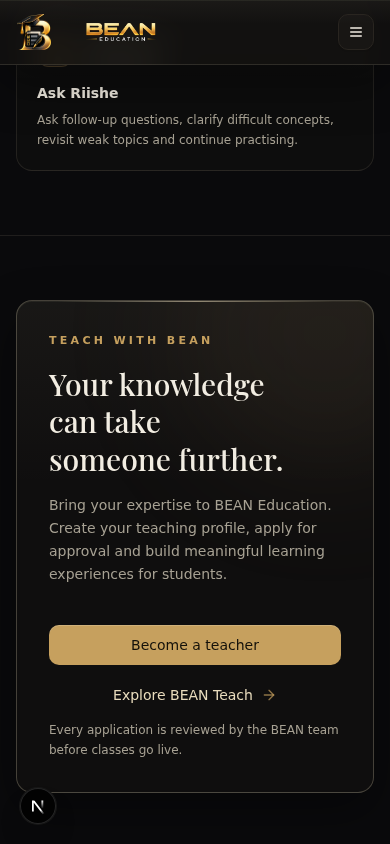 B
BEAN
EDUCATION
Ask Riishe
Ask follow-up questions, clarify difficult concepts,
revisit weak topics and continue practising.
TEACH WITH BEAN
Your knowledge
can take
someone further.
Bring your expertise to BEAN Education.
Create your teaching profile, apply for
approval and build meaningful learning
experiences for students.
Become a teacher
Explore BEAN Teach →
Every application is reviewed by the BEAN team
before classes go live.
N